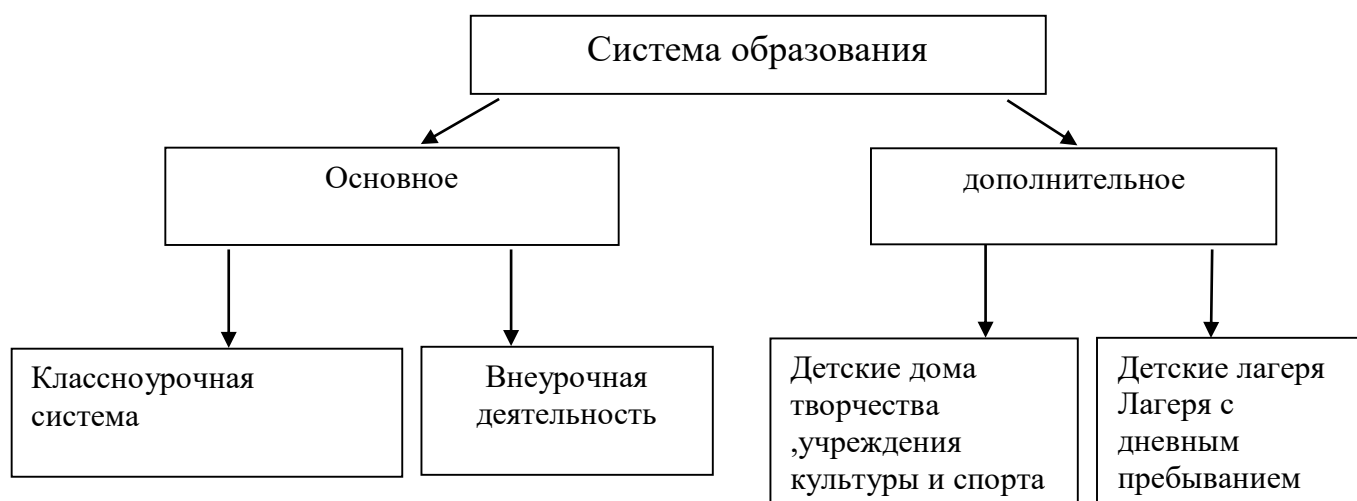 Система образования
Основное
дополнительное
Классноурочная
система
Внеурочная
деятельность
Детские дома
творчества
,учреждения
культуры и спорта
Детские лагеря
Лагеря с
дневным
пребыванием